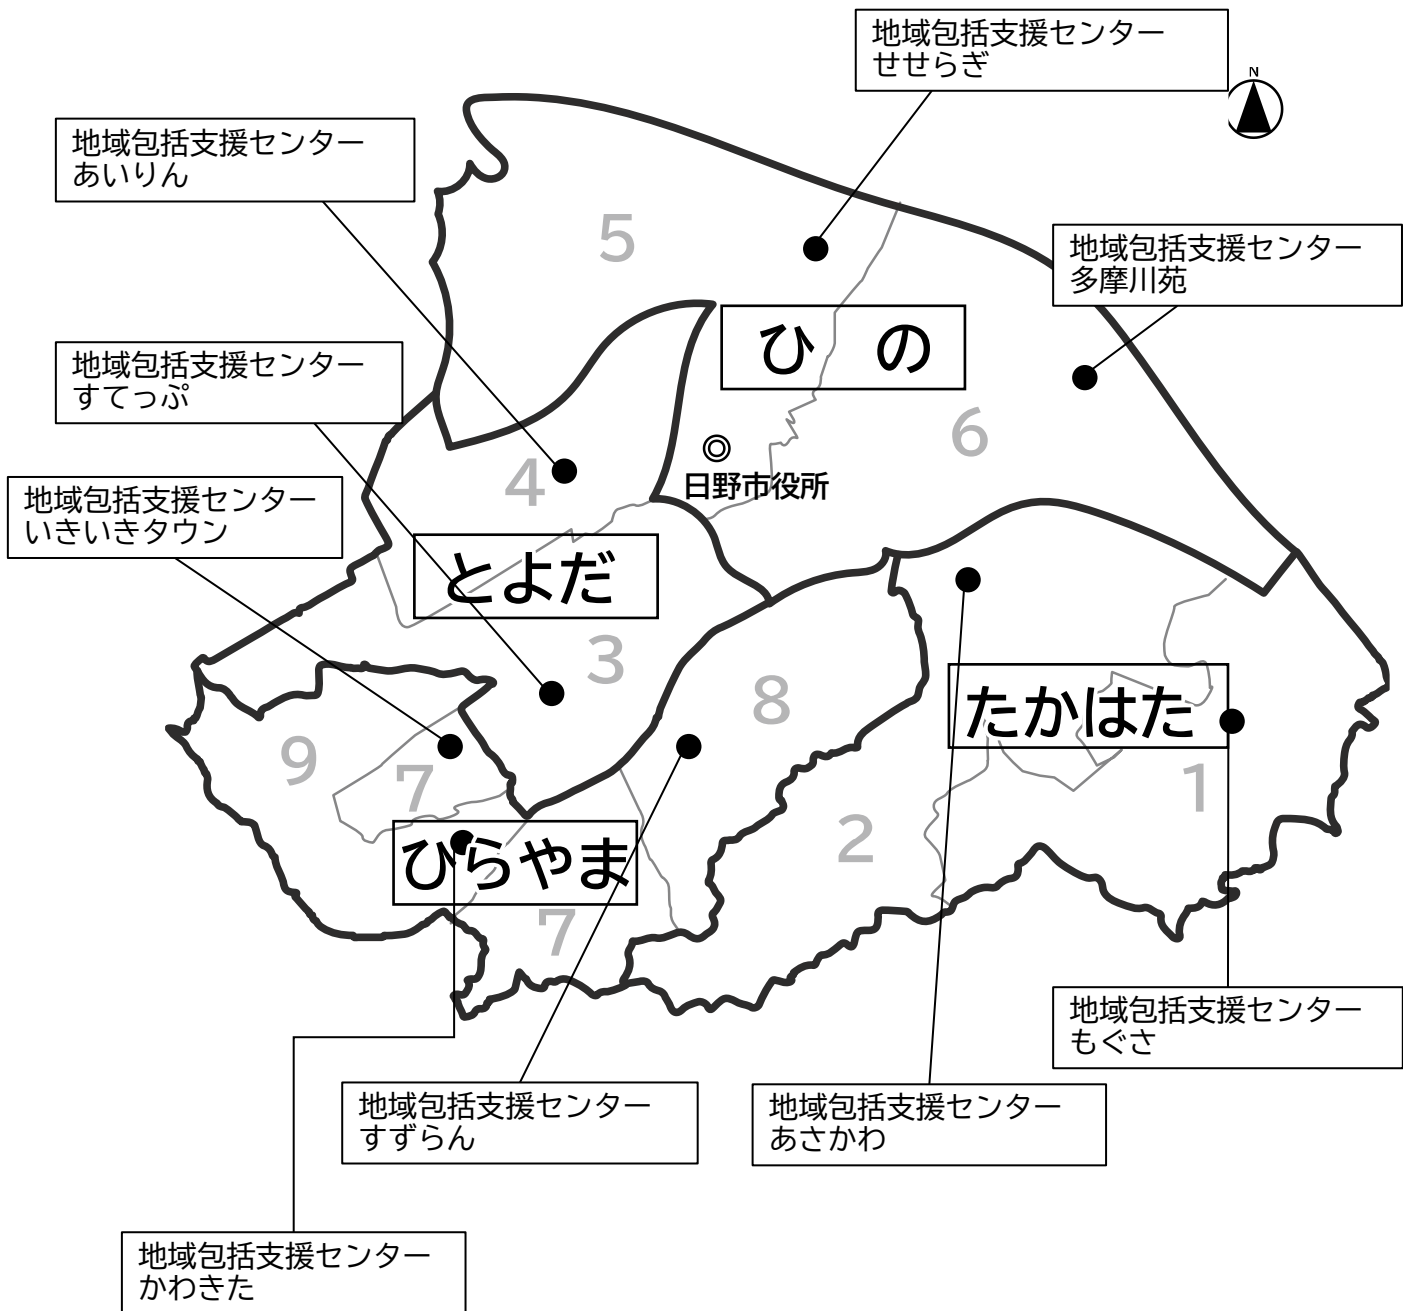 地域包括支援センター
せせらぎ
N
地域包括支援センター
あいりん
5
地域包括支援センター
多摩川苑
ひ の
地域包括支援センター
すてっぷ
6
4
日野市役所
地域包括支援センター
いきいきタウン
とよだ
3
8
たかはた
9
7
1
2
ひらやま
7
地域包括支援センター
もぐさ
地域包括支援センター
すずらん
地域包括支援センター
あさかわ
地域包括支援センター
かわきた